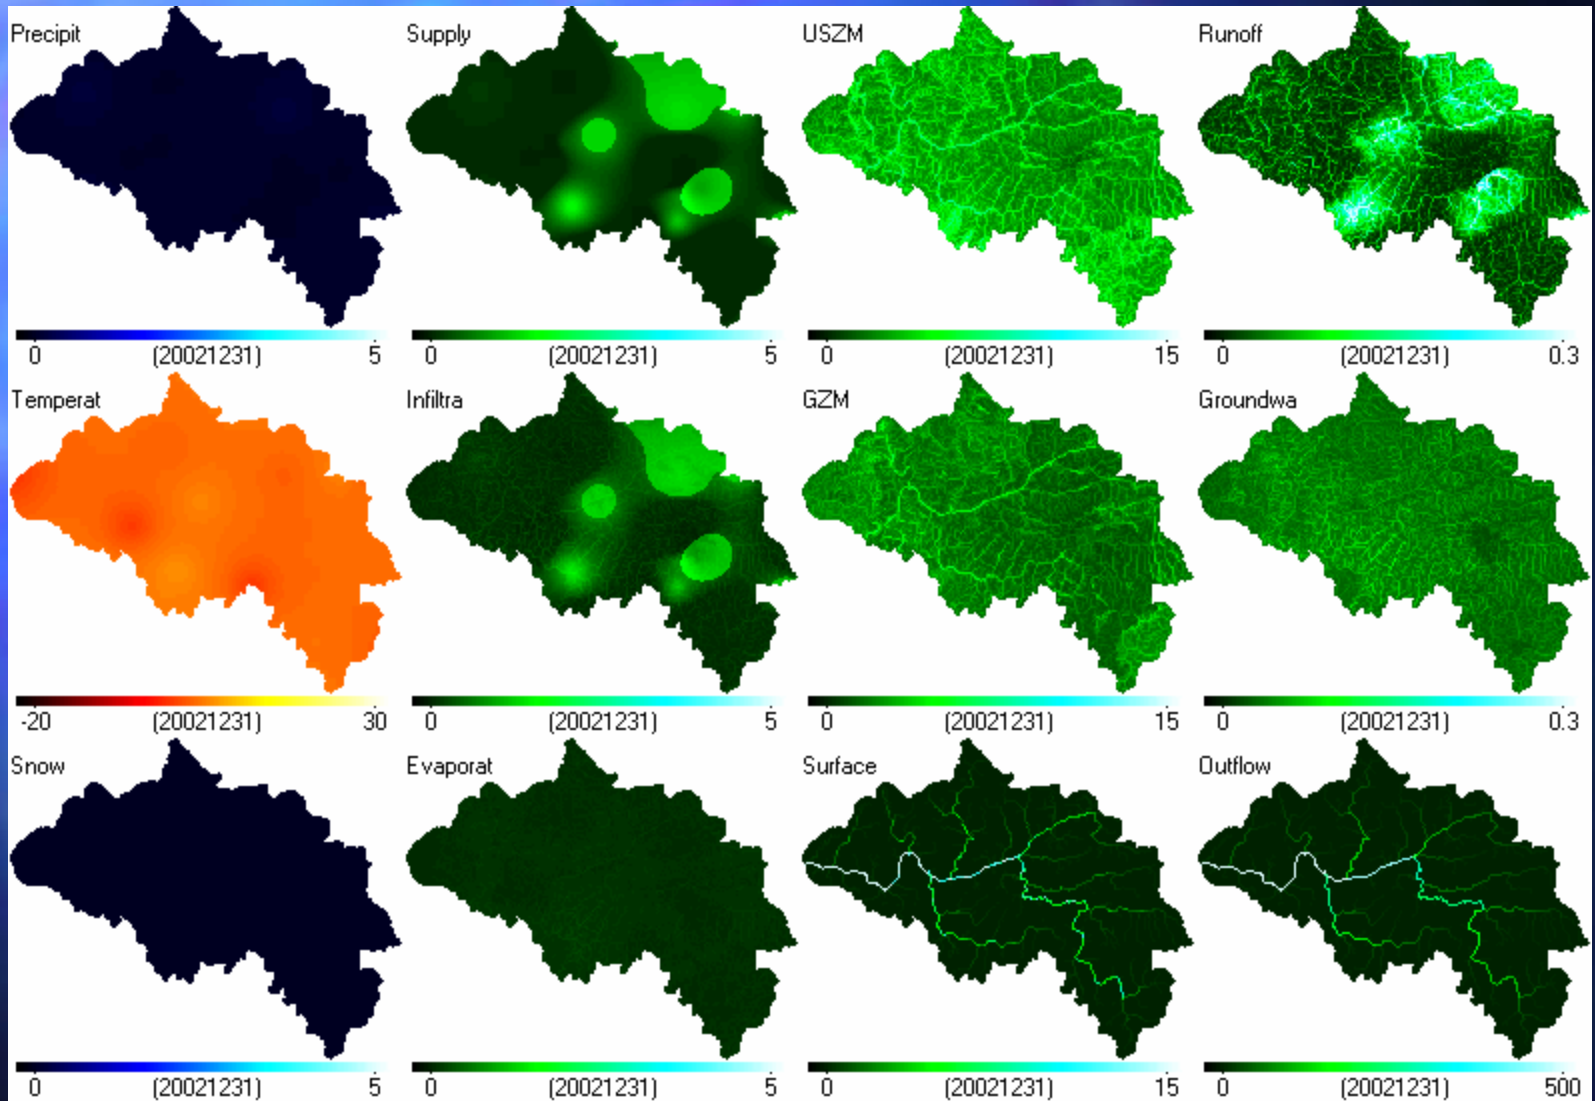 Precipit Supply USZM Runoff
0 (20021231) 5 0 (20021231) 5 0 (20021231) 15 0 (20021231) 0.3
Temperat Infiltra GZM Groundwa
-20 (20021231) 30 0 (20021231) 5 0 (20021231) 15 0 (20021231) 0.3
Snow Evaporat Surface Outflow
0 (20021231) 5 0 (20021231) 5 0 (20021231) 15 0 (20021231) 500